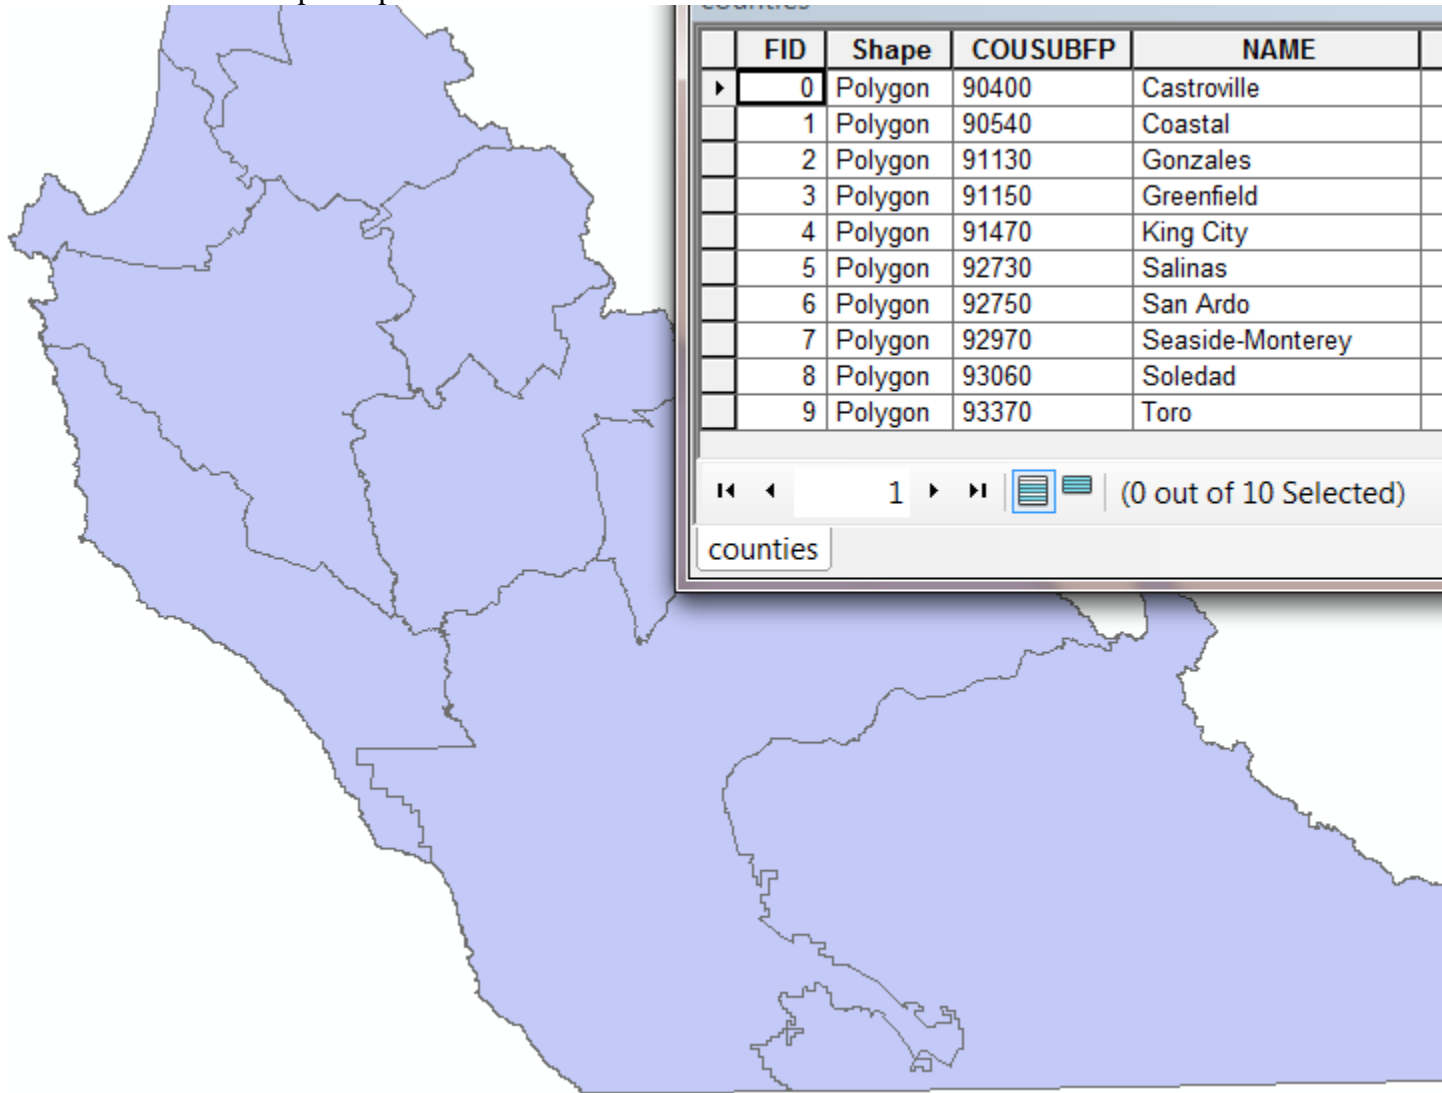 counties
FID Shape COUSUBFP NAME
0 Polygon 90400 Castroville
1 Polygon 90540 Coastal
2 Polygon 91130 Gonzales
3 Polygon 91150 Greenfield
4 Polygon 91470 King City
5 Polygon 92730 Salinas
6 Polygon 92750 San Ardo
7 Polygon 92970 Seaside-Monterey
8 Polygon 93060 Soledad
9 Polygon 93370 Toro
1 (0 out of 10 Selected)
counties